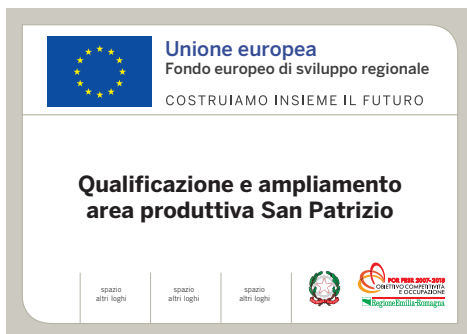 Unione europea
Fondo europeo di sviluppo regionale
COSTRUIAMO INSIEME IL FUTURO
Qualificazione e ampliamento
area produttiva San Patrizio
spazio
altri loghi
spazio
altri loghi
spazio
altri loghi
POR FESR 2007-2013
OBIETTIVO COMPETITIVITÀ
E OCCUPAZIONE
RegioneEmilia-Romagna